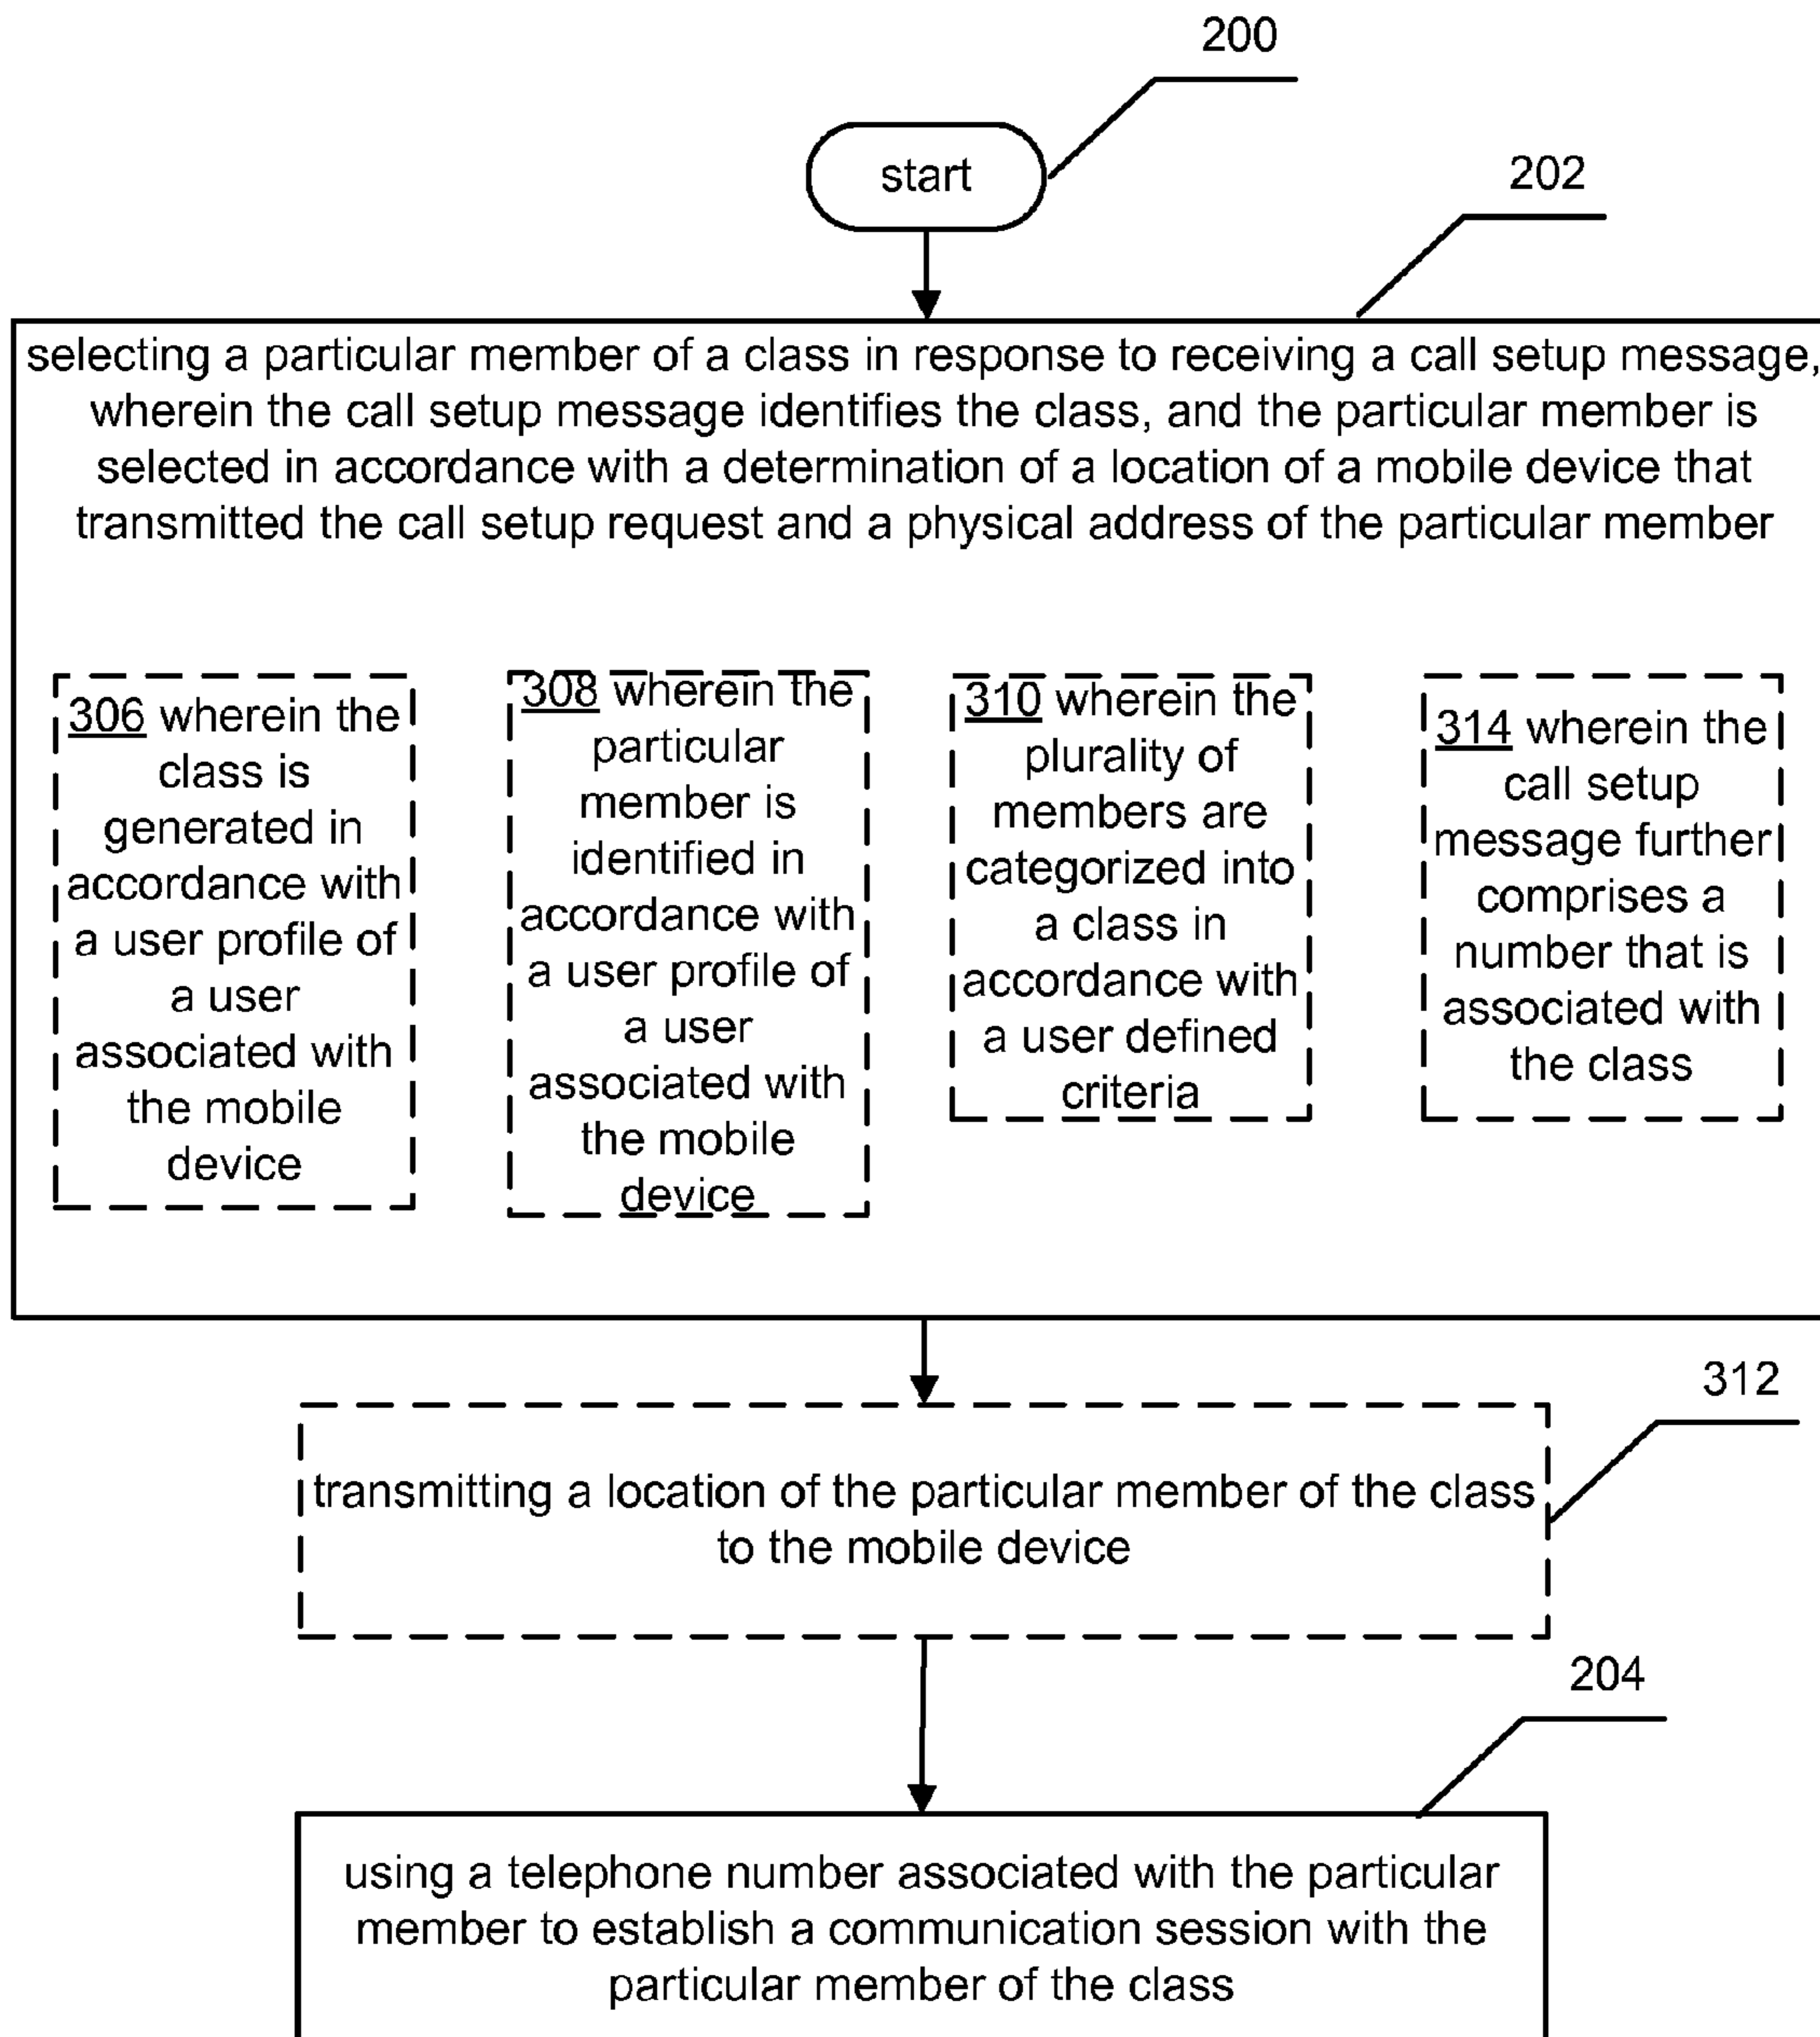 200
start
202
selecting a particular member of a class in response to receiving a call setup message,
wherein the call setup message identifies the class, and the particular member is
selected in accordance with a determination of a location of a mobile device that
transmitted the call setup request and a physical address of the particular member
306 wherein the
class is
generated in
accordance with
a user profile of
a user
associated with
the mobile
device
308 wherein the
particular
member is
identified in
accordance with
a user profile of
a user
associated with
the mobile
device
310 wherein the
plurality of
members are
categorized into
a class in
accordance with
a user defined
criteria
314 wherein the
call setup
message further
comprises a
number that is
associated with
the class
312
transmitting a location of the particular member of the class
to the mobile device
204
using a telephone number associated with the particular
member to establish a communication session with the
particular member of the class